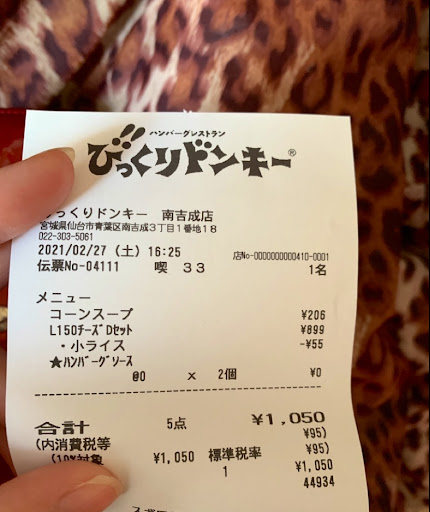 ハンバーグレストラン
びっくりドンキー®
っくりドンキー 南吉成店
宮城県仙台市青葉区南吉成3丁目1番地18
022-303-5061
2021/02/27 (土) 16:25 店No-0000000000410-0001
伝票No-04111 喫 33 1名
メニュー
コーンスープ ¥206
L150チーズDセット ¥899
・小ライス -¥55
★ハンバーグソース
@0 × 2個 ¥0
合計 5点 ¥1,050
(内消費税等 ¥95)
(10%対象 ¥1,050 標準税率 ¥95)
1 ¥1,050
44934